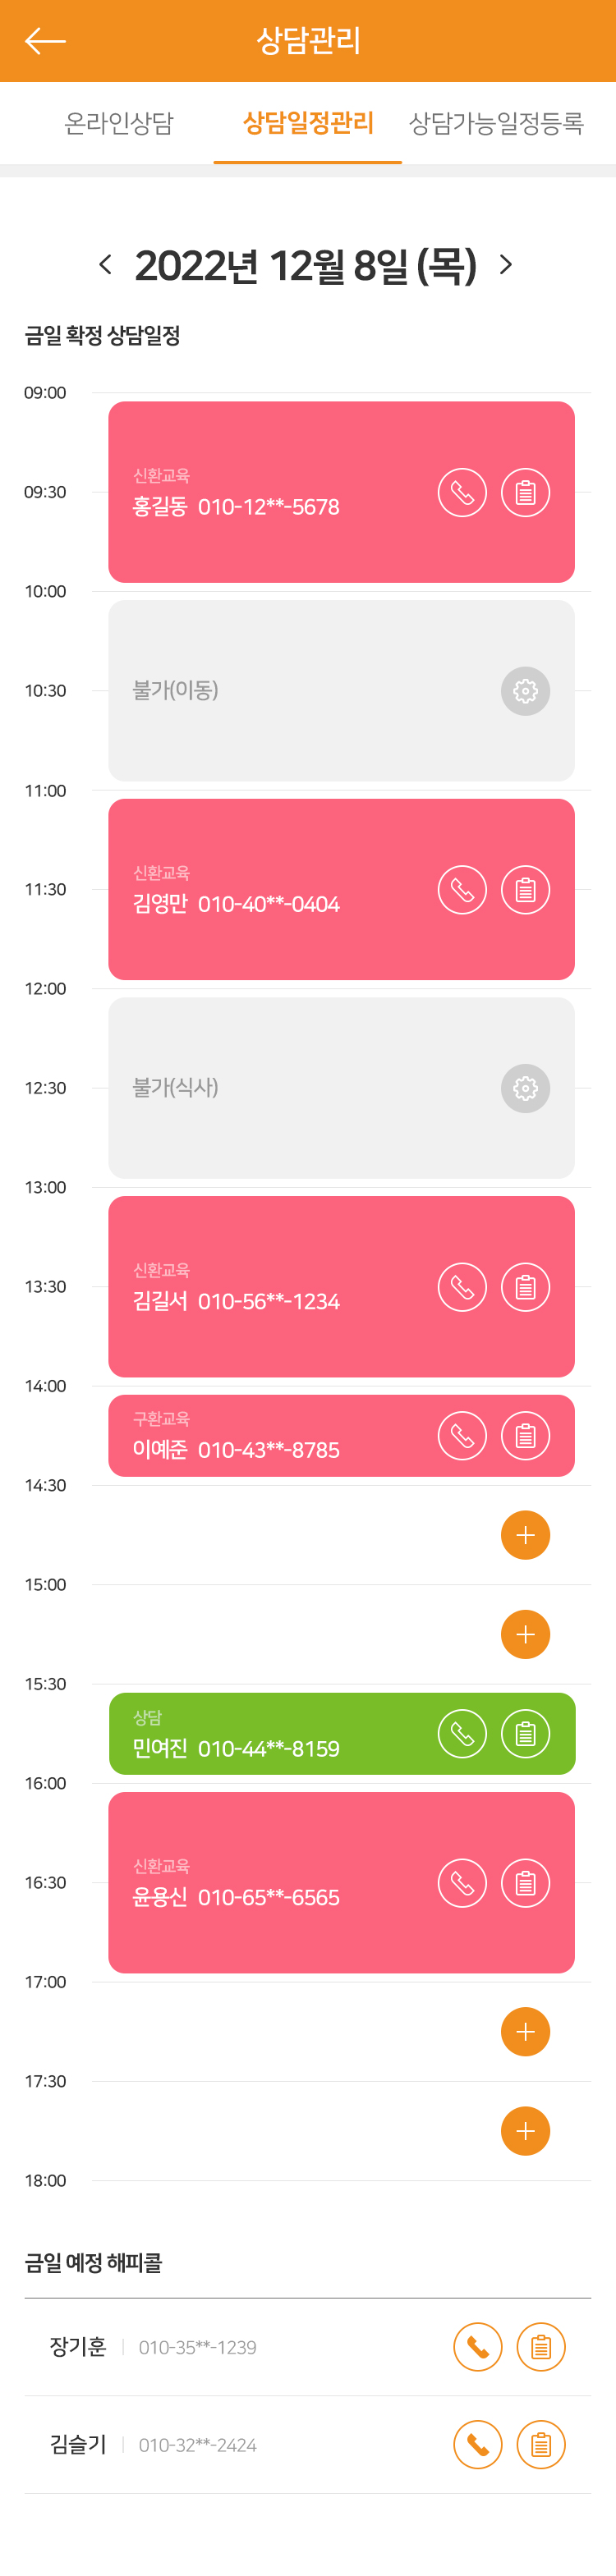 상담관리
온라인상담 상담일정관리 상담가능일정등록
2022년 12월 8일 (목)
금일 확정 상담일정
09:00
신환교육
09:30
홍길동 010-12**-5678
10:00
10:30 불가(이동)
11:00
신환교육
11:30
김영만 010-40**-0404
12:00
12:30 불가(식사)
13:00
신환교육
13:30
김길서 010-56**-1234
14:00
구환교육
이예준 010-43**-8785
14:30
15:00
15:30
상담
민여진 010-44**-8159
16:00
신환교육
16:30
윤용신 010-65**-6565
17:00
17:30
18:00
금일 예정 해피콜
장기훈 010-35**-1239
김슬기 010-32**-2424